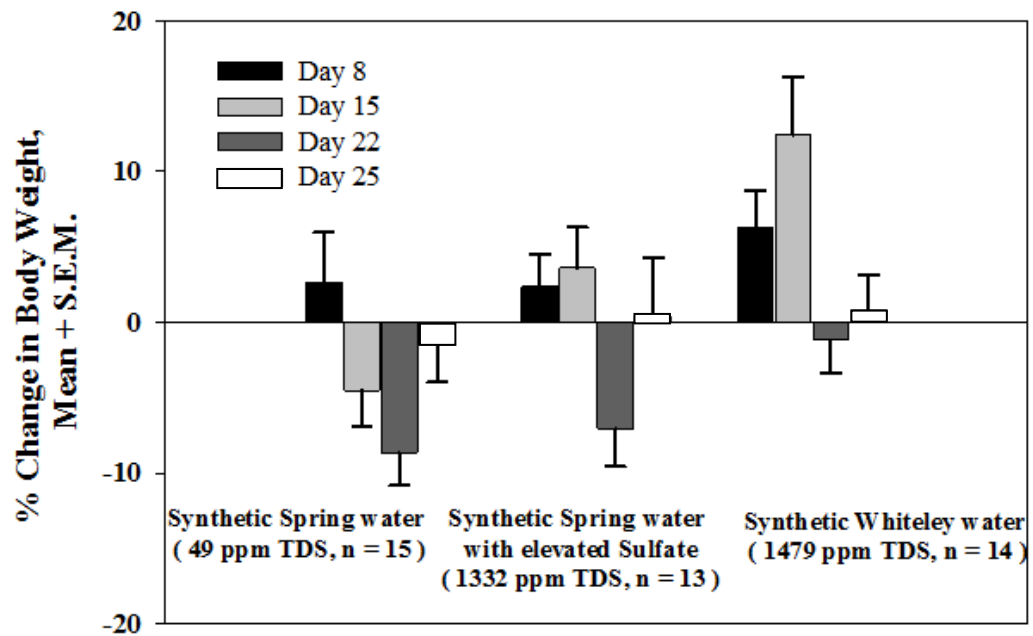 20
10
0
-10
-20
% Change in Body Weight,
Mean + S.E.M.
Day 8
Day 15
Day 22
Day 25
Synthetic Spring water
( 49 ppm TDS, n = 15 )
Synthetic Spring water
with elevated Sulfate
( 1332 ppm TDS, n = 13 )
Synthetic Whiteley water
( 1479 ppm TDS, n = 14 )